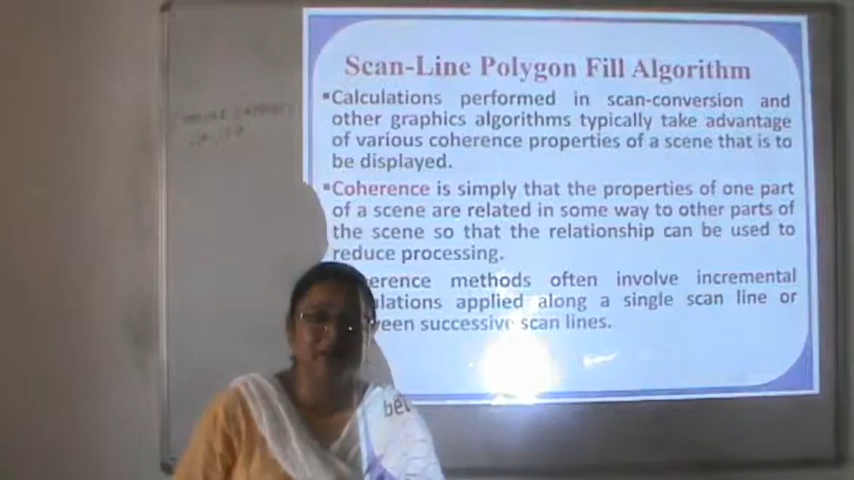 Scan-Line Polygon Fill Algorithm
▪Calculations performed in scan-conversion and
other graphics algorithms typically take advantage
of various coherence properties of a scene that is to
be displayed.
▪Coherence is simply that the properties of one part
of a scene are related in some way to other parts of
the scene so that the relationship can be used to
reduce processing.
erence methods often involve incremental
ulations applied along a single scan line or
een successive scan lines.